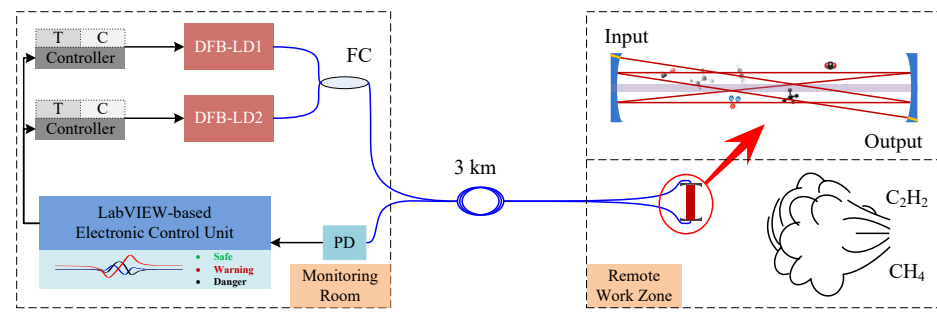 T C
Controller
DFB-LD1
FC
T C
Controller
DFB-LD2
3 km
LabVIEW-based
Electronic Control Unit
Safe
Warning
Danger
PD
Monitoring
Room
Input
Output
C₂H₂
CH₄
Remote
Work Zone